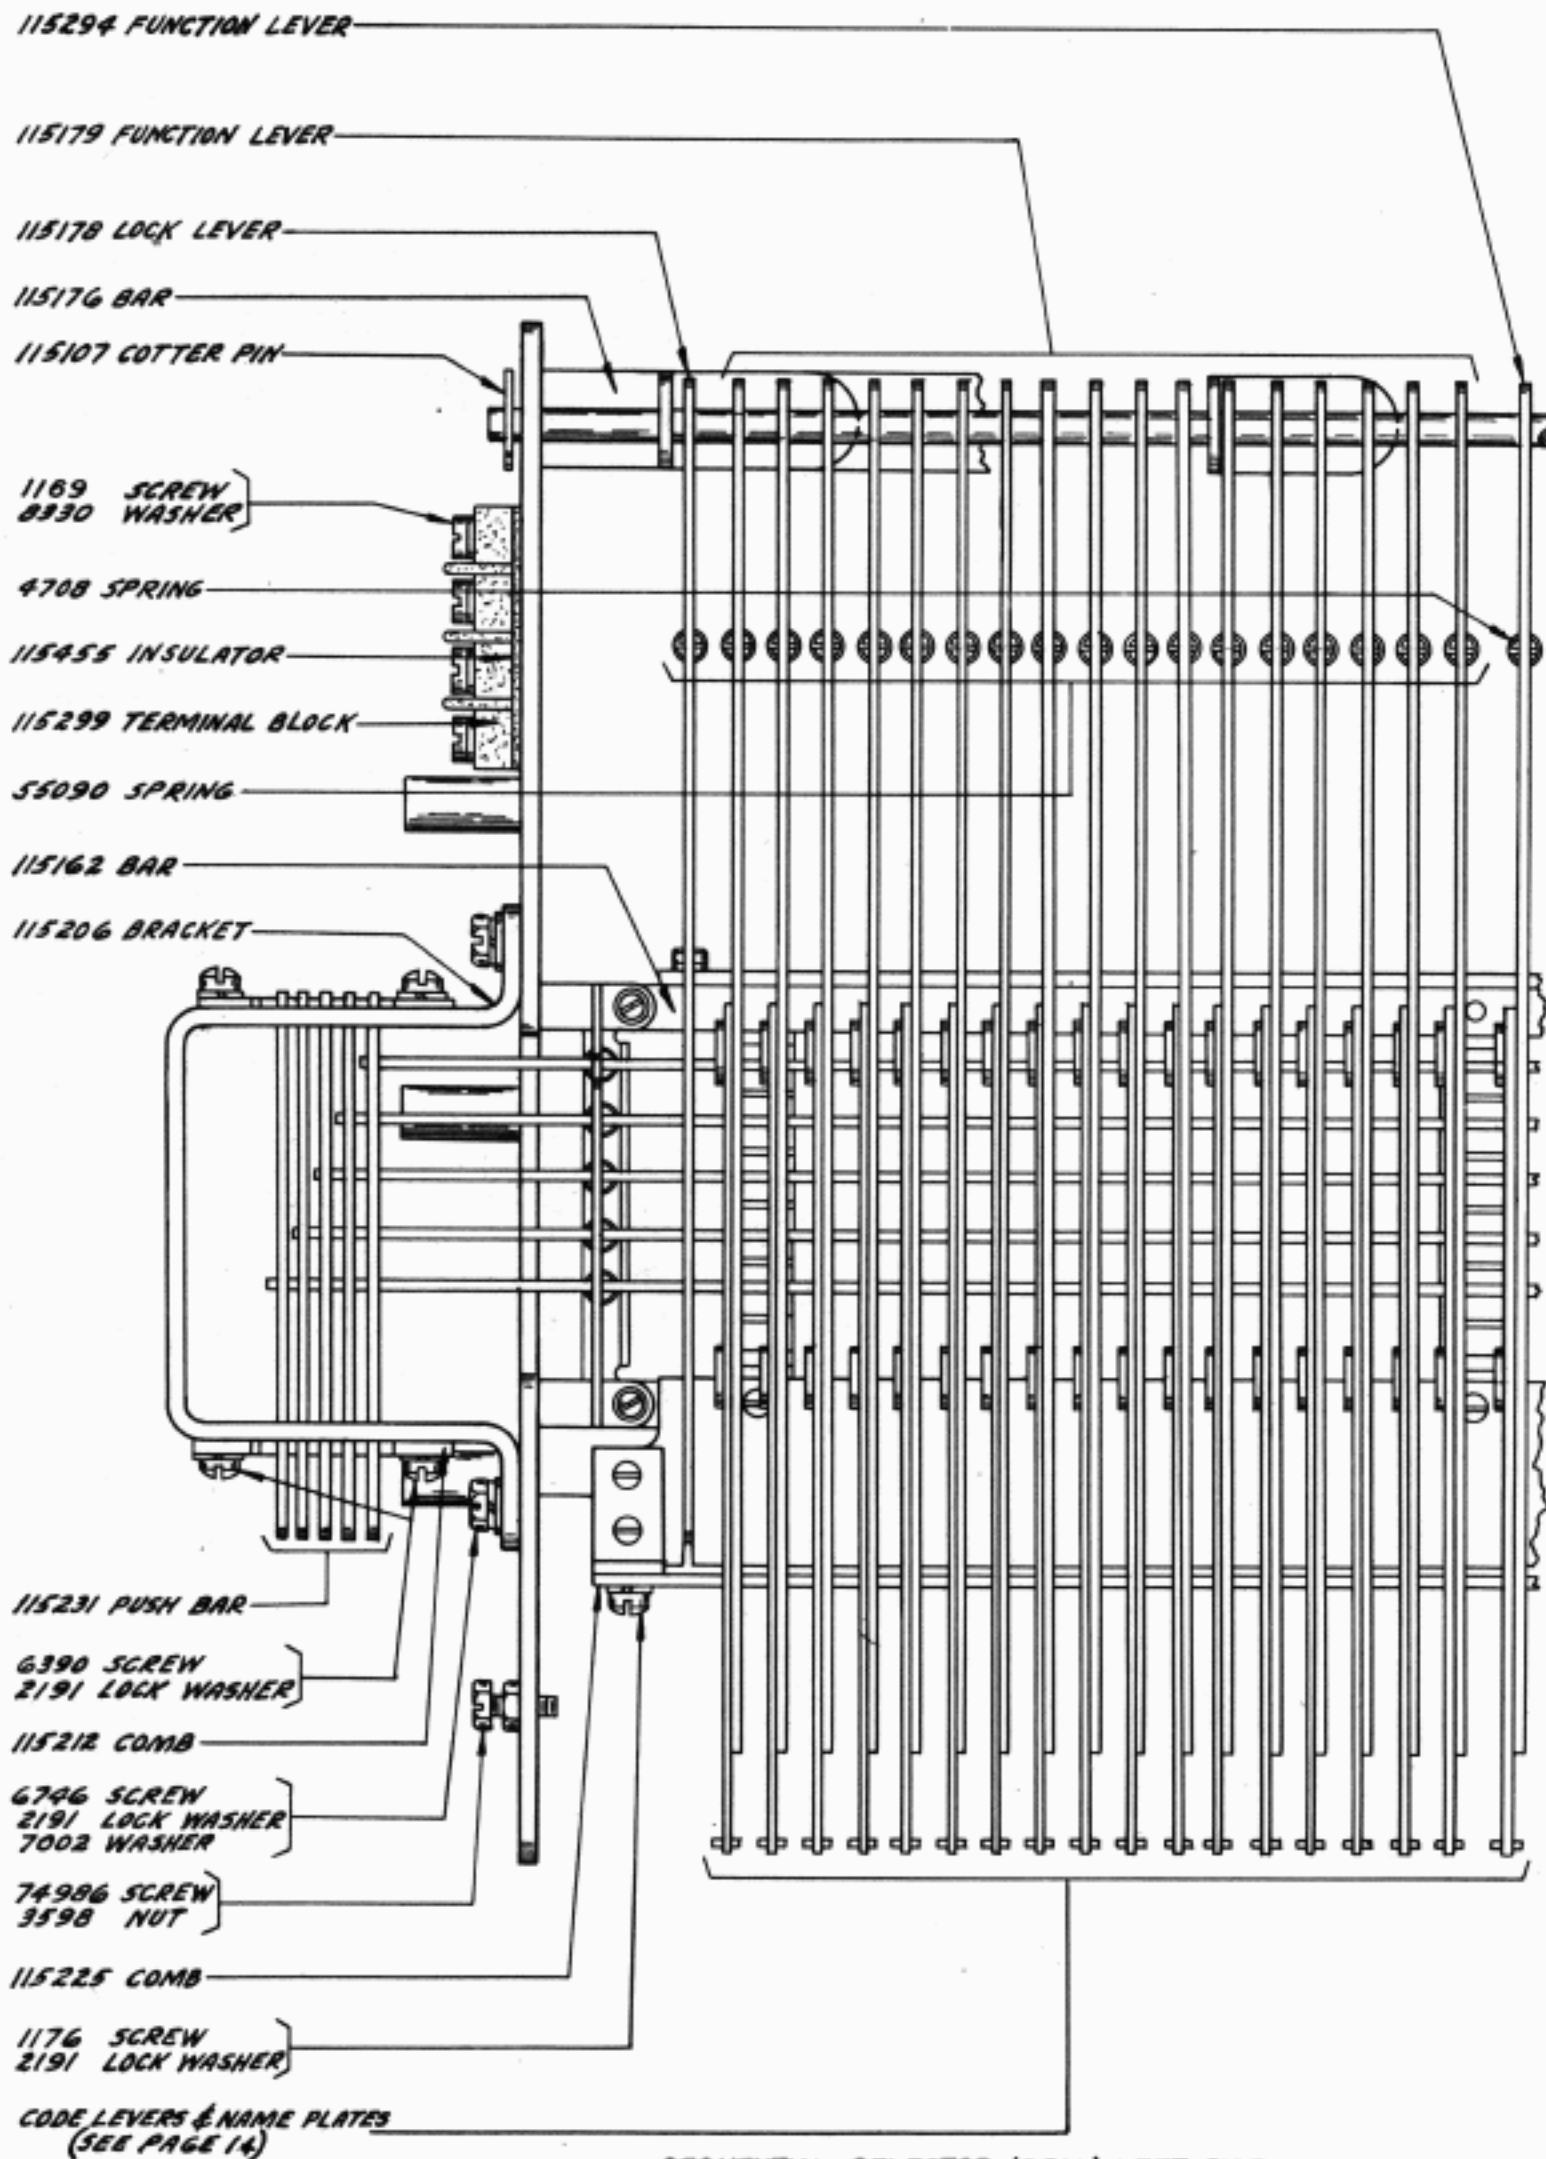 115294 FUNCTION LEVER
115179 FUNCTION LEVER
115178 LOCK LEVER
115176 BAR
115107 COTTER PIN
1169 SCREW
8330 WASHER
4708 SPRING
115455 INSULATOR
115299 TERMINAL BLOCK
55090 SPRING
115162 BAR
115206 BRACKET
115231 PUSH BAR
6390 SCREW
2191 LOCK WASHER
115212 COMB
6746 SCREW
2191 LOCK WASHER
7002 WASHER
74986 SCREW
3598 NUT
115225 COMB
1176 SCREW
2191 LOCK WASHER
CODE LEVERS & NAME PLATES
(SEE PAGE 14)